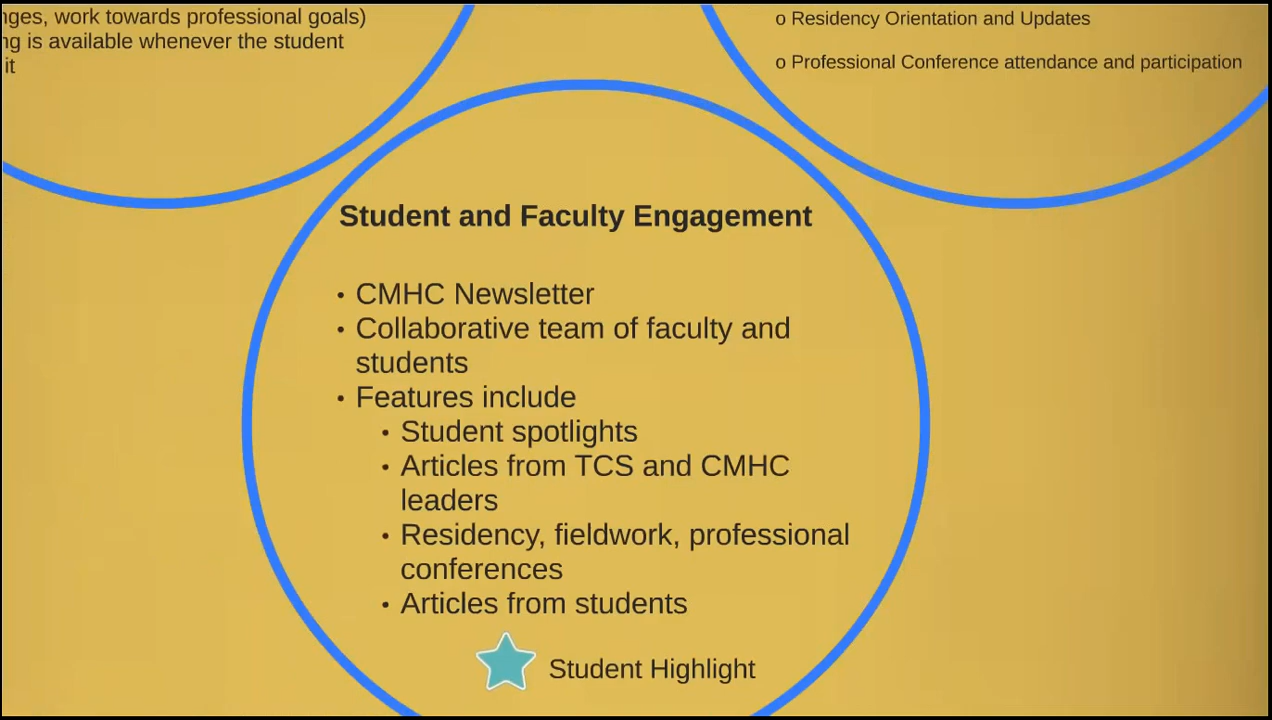 nges, work towards professional goals)
ng is available whenever the student
it
o Residency Orientation and Updates
o Professional Conference attendance and participation
Student and Faculty Engagement
• CMHC Newsletter
• Collaborative team of faculty and
students
• Features include
• Student spotlights
• Articles from TCS and CMHC
leaders
• Residency, fieldwork, professional
conferences
• Articles from students
Student Highlight